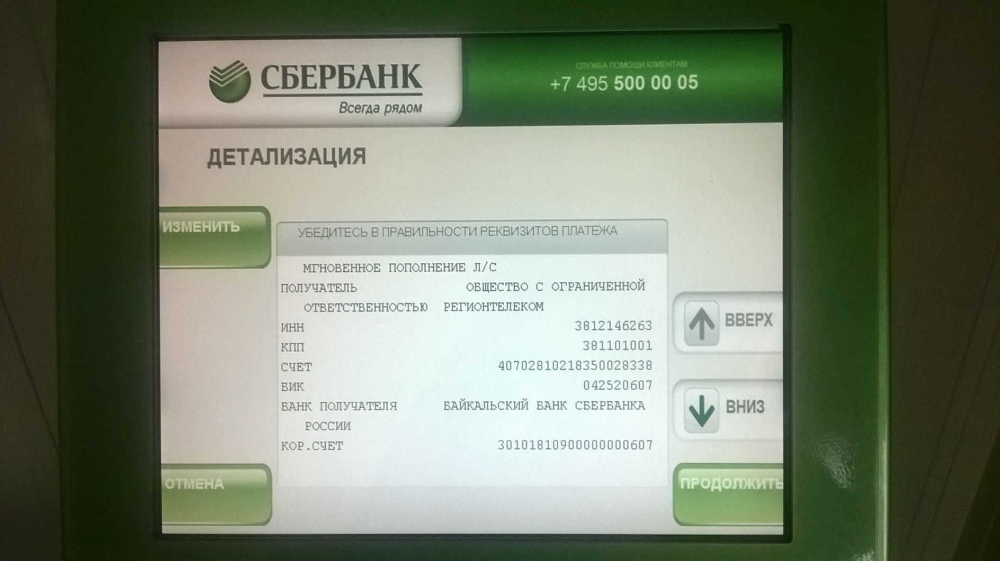 СБЕРБАНК
Всегда рядом
СЛУЖБА ПОМОЩИ КЛИЕНТАМ
+7 495 500 00 05
ДЕТАЛИЗАЦИЯ
ИЗМЕНИТЬ
УБЕДИТЕСЬ В ПРАВИЛЬНОСТИ РЕКВИЗИТОВ ПЛАТЕЖА
МГНОВЕННОЕ ПОПОЛНЕНИЕ Л/С
ПОЛУЧАТЕЛЬ ОБЩЕСТВО С ОГРАНИЧЕННОЙ
ОТВЕТСТВЕННОСТЬЮ РЕГИОНТЕЛЕКОМ
ИНН 3812146263
КПП 381101001
СЧЕТ 40702810218350028338
БИК 042520607
БАНК ПОЛУЧАТЕЛЯ БАЙКАЛЬСКИЙ БАНК СБЕРБАНКА
РОССИИ
КОР.СЧЕТ 30101810900000000607
ВВЕРХ
ВНИЗ
ОТМЕНА
ПРОДОЛЖИТЬ